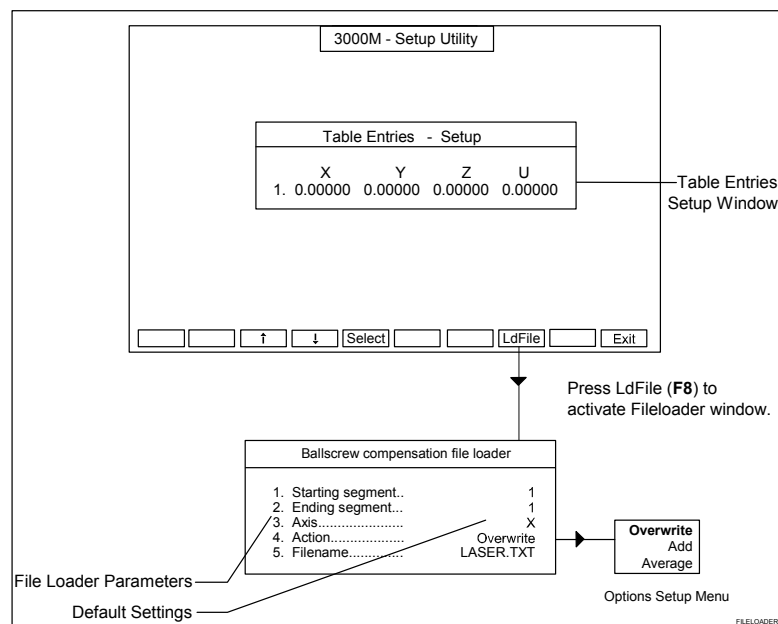 3000M - Setup Utility
Table Entries - Setup
X Y Z U
1. 0.00000 0.00000 0.00000 0.00000
Table Entries
Setup Window
↑ ↓ Select LdFile Exit
Press LdFile (F8) to
activate Fileloader window.
Ballscrew compensation file loader
1. Starting segment.. 1
2. Ending segment... 1
3. Axis...................... X
4. Action................... Overwrite
5. Filename.............. LASER.TXT
Overwrite
Add
Average
Options Setup Menu
File Loader Parameters
Default Settings
FILELOADER